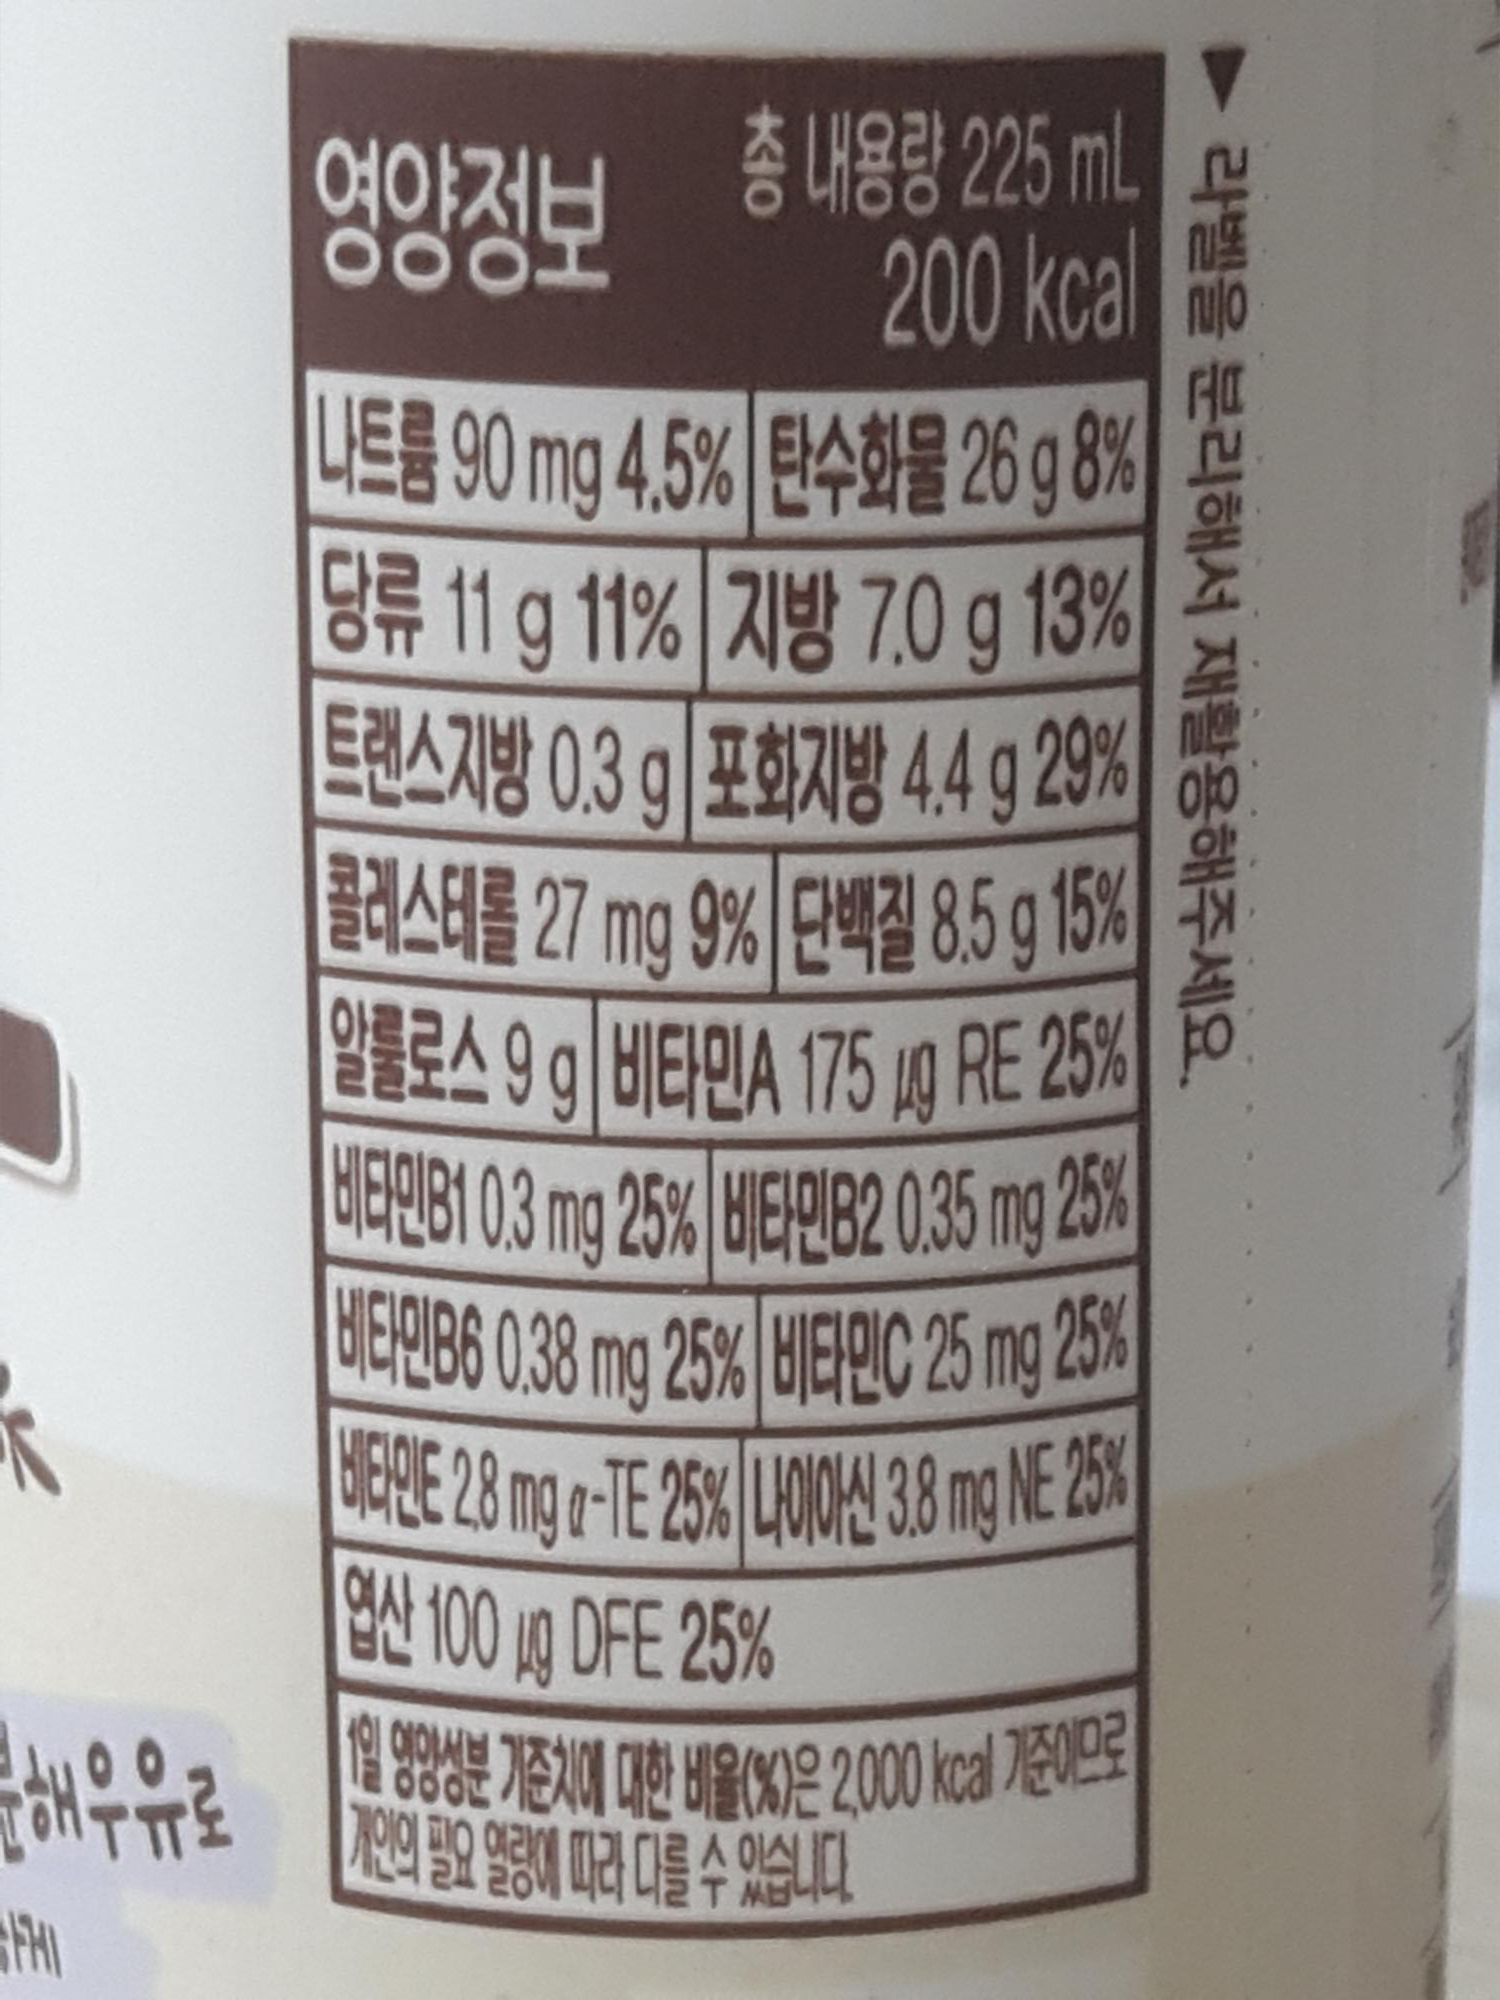 영양정보
총 내용량 225 mL
200 kcal
나트륨 90 mg 4.5% 탄수화물 26 g 8%
당류 11 g 11% 지방 7.0 g 13%
트랜스지방 0.3 g 포화지방 4.4 g 29%
콜레스테롤 27 mg 9% 단백질 8.5 g 15%
알룰로스 9 g 비타민A 175 μg RE 25%
비타민B1 0.3 mg 25% 비타민B2 0.35 mg 25%
비타민B6 0.38 mg 25% 비타민C 25 mg 25%
비타민E 2.8 mg α-TE 25% 나이아신 3.8 mg NE 25%
엽산 100 μg DFE 25%
1일 영양성분 기준치에 대한 비율(%)은 2,000 kcal 기준이므로
개인의 필요 열량에 따라 다를 수 있습니다.
▶ 라벨을 분리해서 재활용해주세요.
분해우유로
하게